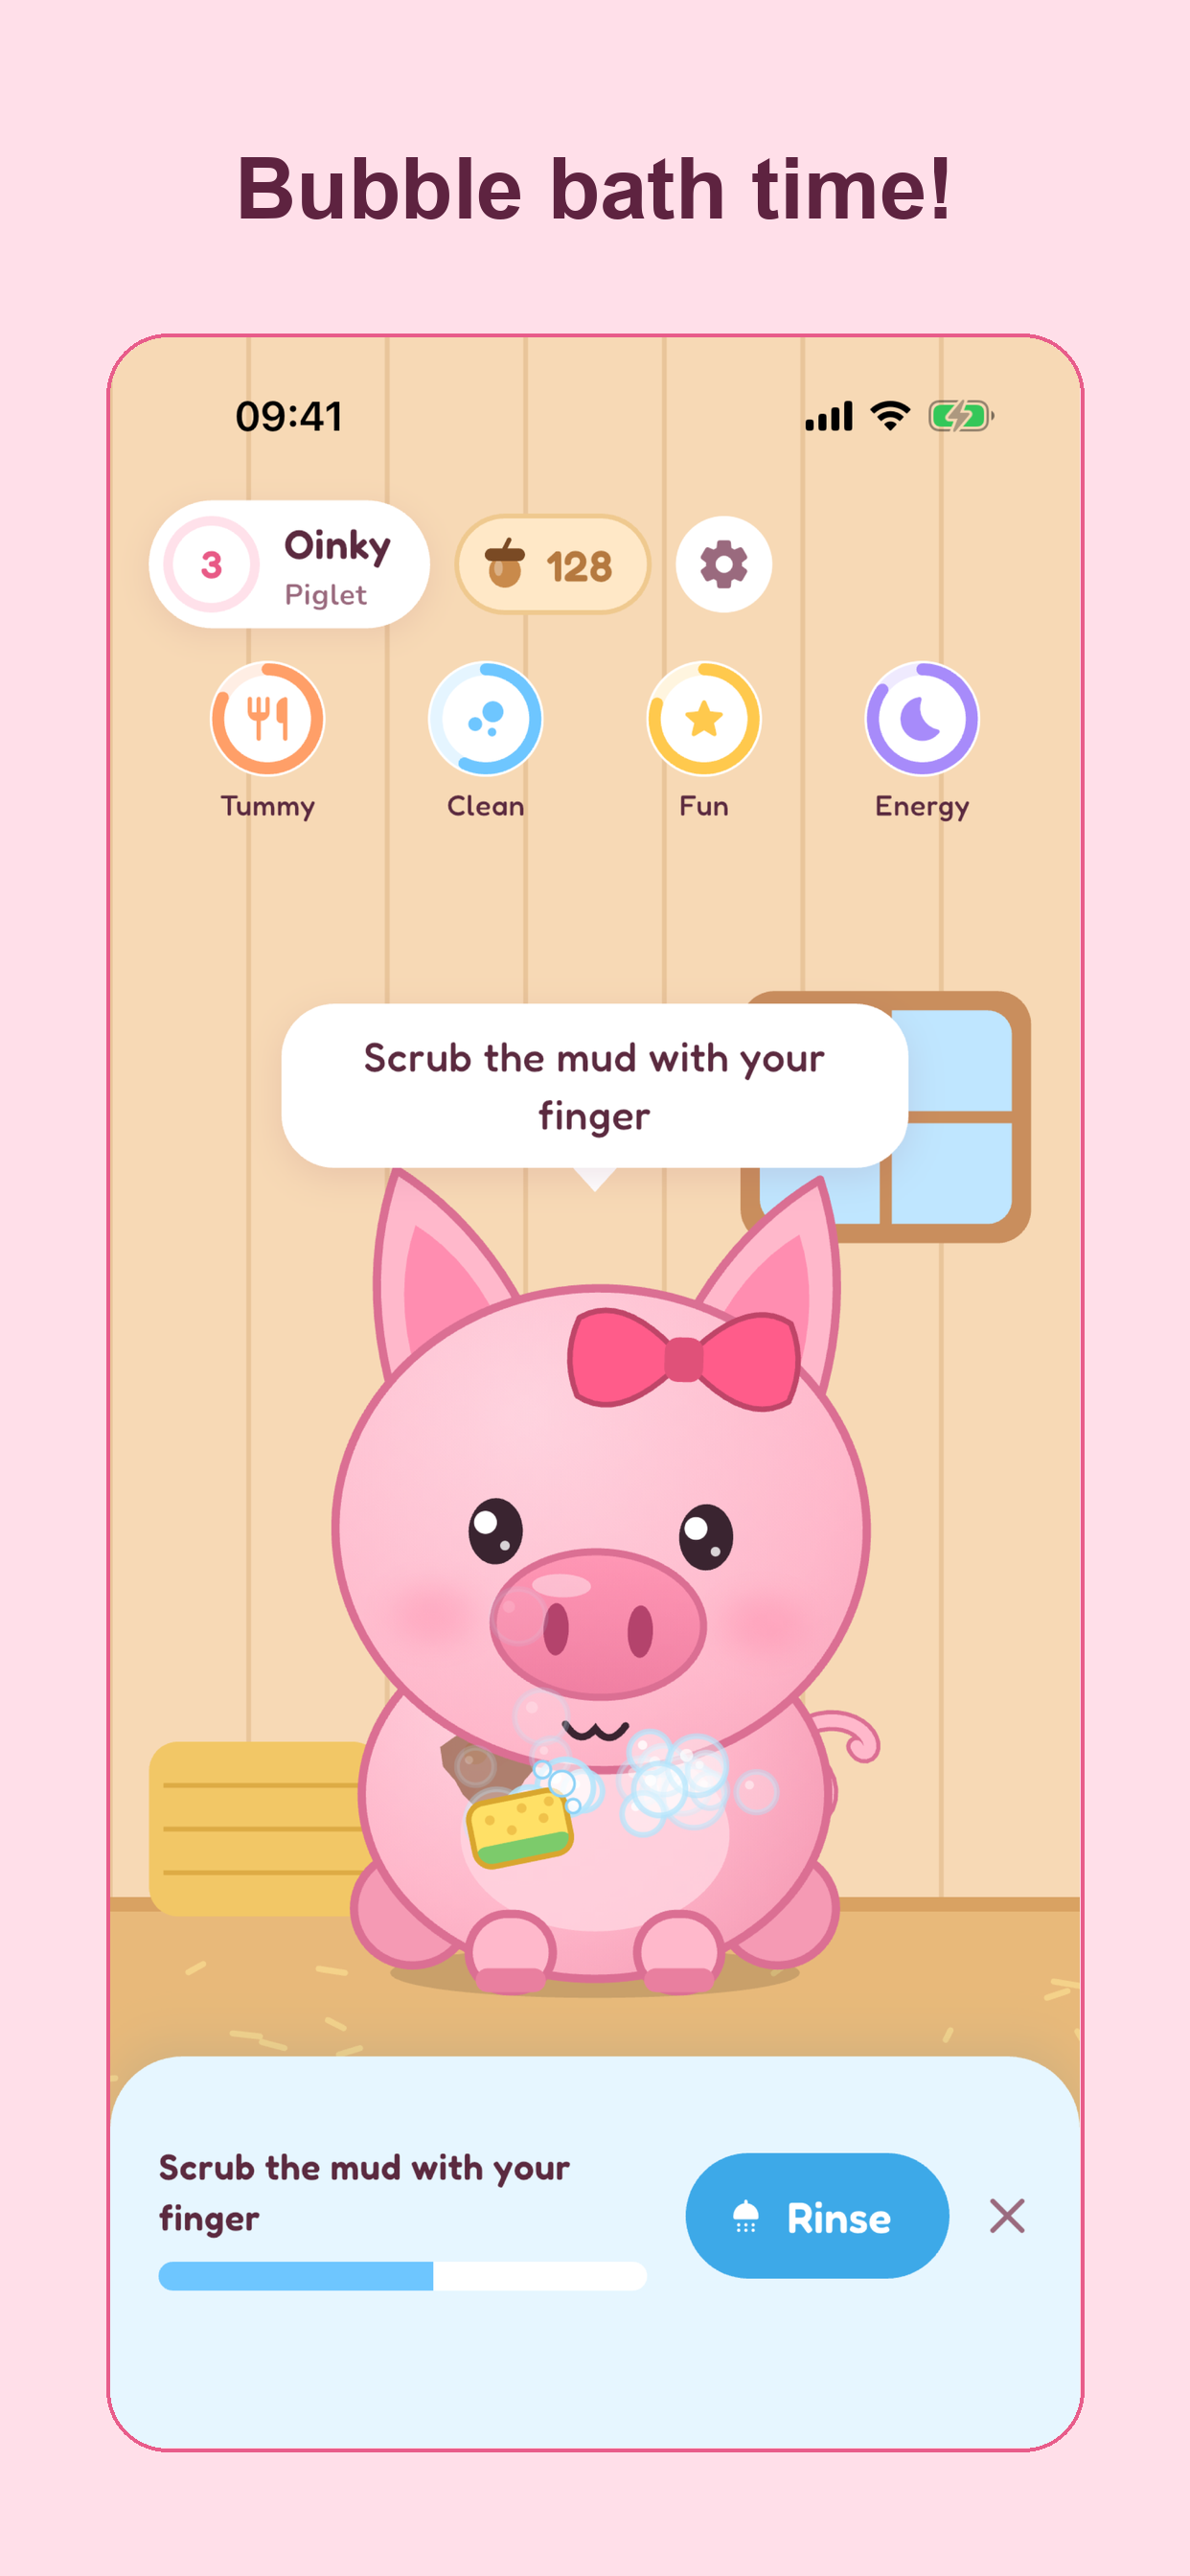 Bubble bath time!
09:41
3
Oinky
Piglet
128
Tummy
Clean
Fun
Energy
Scrub the mud with your
finger
Scrub the mud with your
finger
Rinse